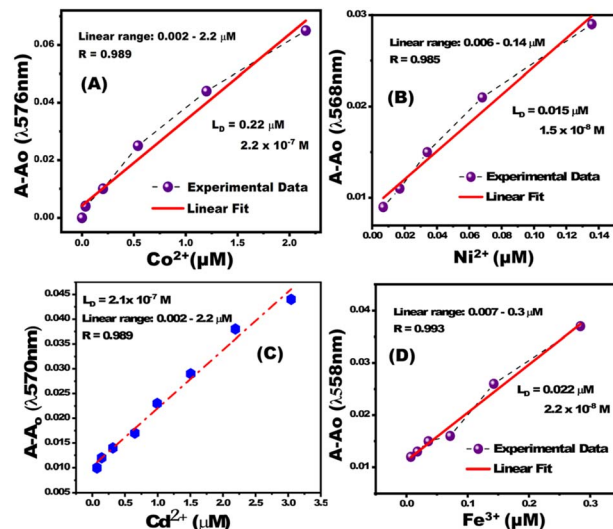 0.06
0.04
0.02
0.00
A-Ao (λ576nm)
Linear range: 0.002 - 2.2 μM
R = 0.989
(A)
L_D = 0.22 μM
2.2 x 10⁻⁷ M
Experimental Data
Linear Fit
0.0 0.5 1.0 1.5 2.0
Co²⁺(μM)
0.03
0.02
0.01
A-Ao (λ568nm)
Linear range: 0.006 - 0.14 μM
R = 0.985
(B)
L_D = 0.015 μM
1.5 x 10⁻⁸ M
Experimental Data
Linear Fit
0.00 0.02 0.04 0.06 0.08 0.10 0.12 0.14
Ni²⁺ (μM)
0.045
0.040
0.035
0.030
0.025
0.020
0.015
0.010
0.005
A-A_o (λ570nm)
L_D = 2.1x 10⁻⁷ M
Linear range: 0.002 - 2.2 μM
R = 0.989
(C)
0.0 0.5 1.0 1.5 2.0 2.5 3.0 3.5
Cd²⁺ (μM)
0.04
0.03
0.02
0.01
A-Ao (λ558nm)
Linear range: 0.007 - 0.3 μM
R = 0.993
(D)
L_D = 0.022 μM
2.2 x 10⁻⁸ M
Experimental Data
Linear Fit
0.0 0.1 0.2 0.3
Fe³⁺ (μM)